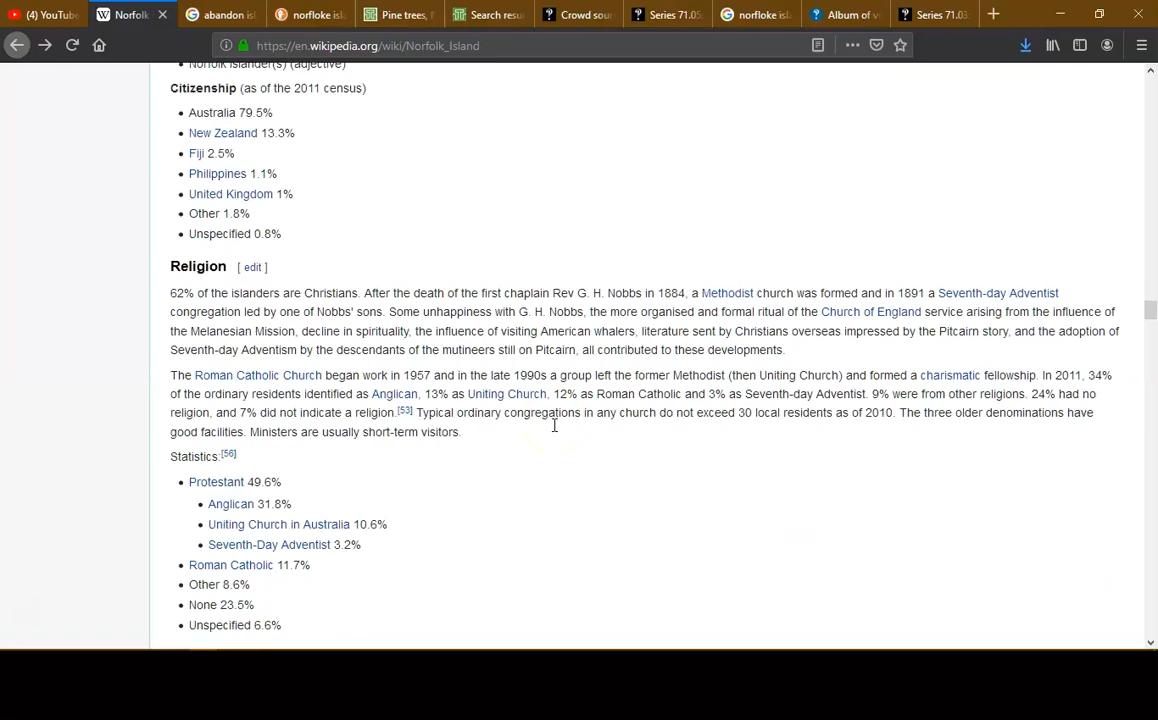 (4) YouTube
Norfolk
abandon isl
norfloke isla
Pine trees, F
Search resu
Crowd sour
Series 71.05
norfloke isla
Album of v
Series 71.03
https://en.wikipedia.org/wiki/Norfolk_Island
Norfolk Islander(s) (adjective)
Citizenship (as of the 2011 census)
• Australia 79.5%
• New Zealand 13.3%
• Fiji 2.5%
• Philippines 1.1%
• United Kingdom 1%
• Other 1.8%
• Unspecified 0.8%
Religion [ edit ]
62% of the islanders are Christians. After the death of the first chaplain Rev G. H. Nobbs in 1884, a Methodist church was formed and in 1891 a Seventh-day Adventist
congregation led by one of Nobbs' sons. Some unhappiness with G. H. Nobbs, the more organised and formal ritual of the Church of England service arising from the influence of
the Melanesian Mission, decline in spirituality, the influence of visiting American whalers, literature sent by Christians overseas impressed by the Pitcairn story, and the adoption of
Seventh-day Adventism by the descendants of the mutineers still on Pitcairn, all contributed to these developments.
The Roman Catholic Church began work in 1957 and in the late 1990s a group left the former Methodist (then Uniting Church) and formed a charismatic fellowship. In 2011, 34%
of the ordinary residents identified as Anglican, 13% as Uniting Church, 12% as Roman Catholic and 3% as Seventh-day Adventist. 9% were from other religions. 24% had no
religion, and 7% did not indicate a religion.[53] Typical ordinary congregations in any church do not exceed 30 local residents as of 2010. The three older denominations have
good facilities. Ministers are usually short-term visitors.
Statistics:[56]
• Protestant 49.6%
• Anglican 31.8%
• Uniting Church in Australia 10.6%
• Seventh-Day Adventist 3.2%
• Roman Catholic 11.7%
• Other 8.6%
• None 23.5%
• Unspecified 6.6%